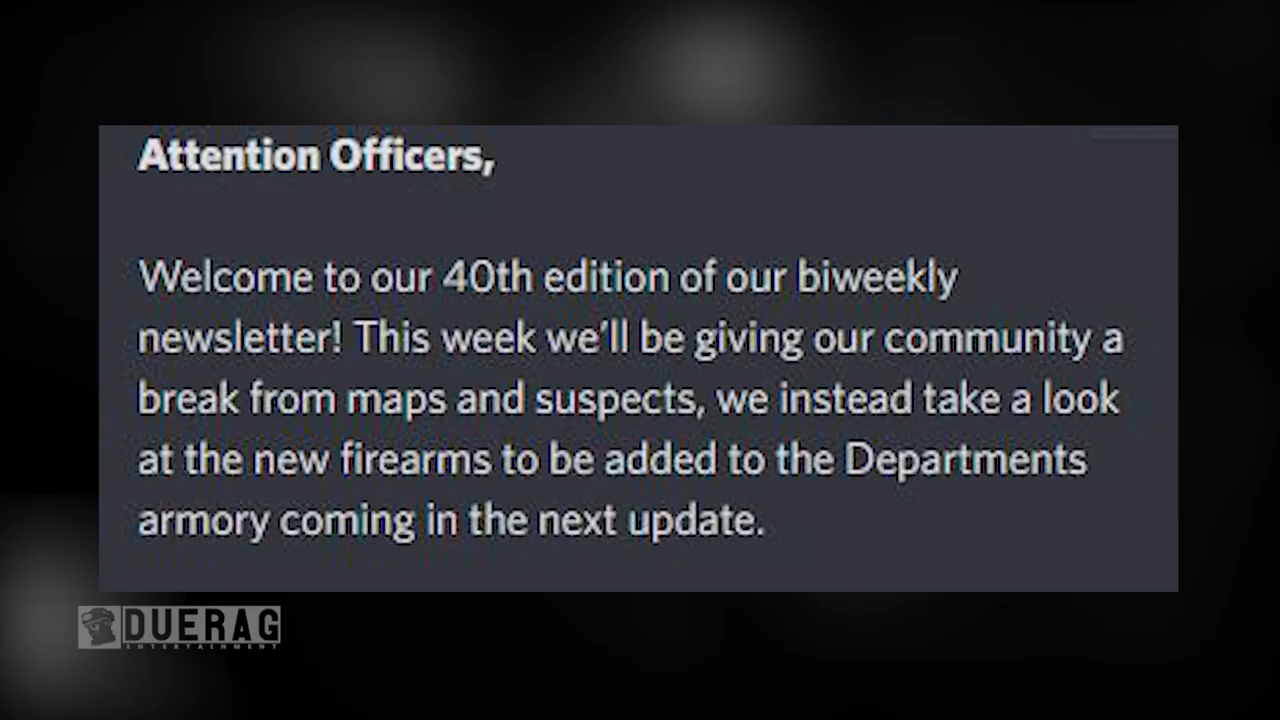 Attention Officers,
Welcome to our 40th edition of our biweekly
newsletter! This week we'll be giving our community a
break from maps and suspects, we instead take a look
at the new firearms to be added to the Departments
armory coming in the next update.
DUERAG
ENTERTAINMENT